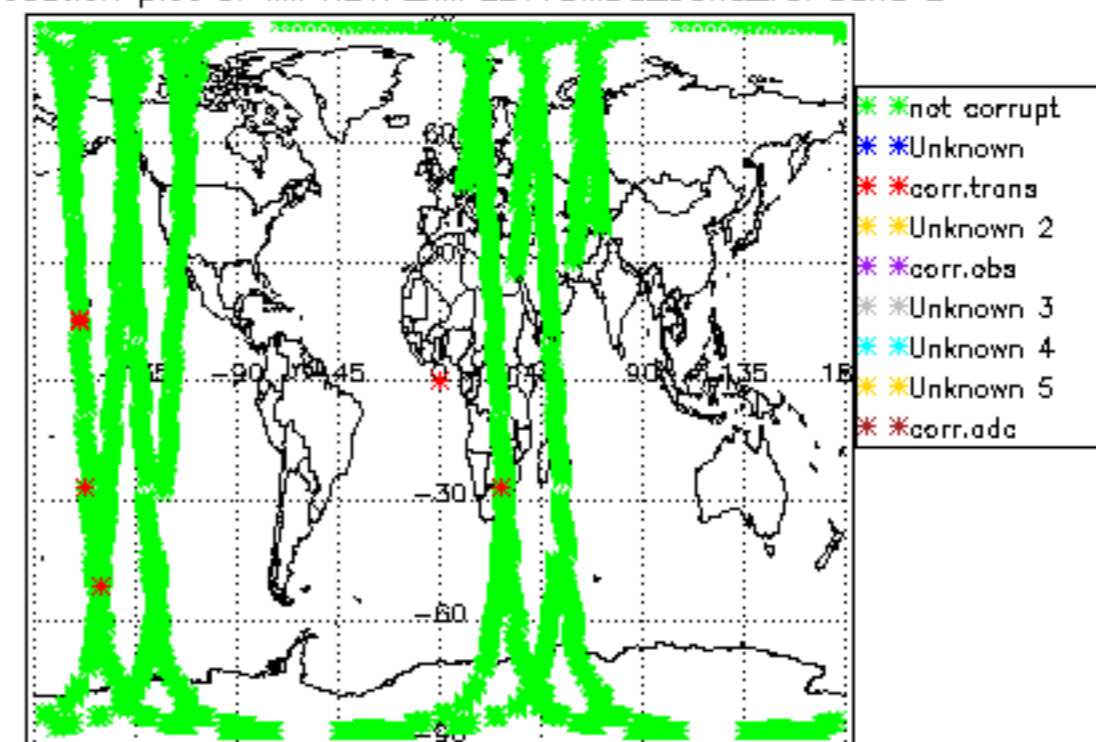 60
-90 45 90 135 18
-30
-60
not corrupt
Unknown
corr.trans
Unknown 2
corr.obs
Unknown 3
Unknown 4
Unknown 5
corr.adc